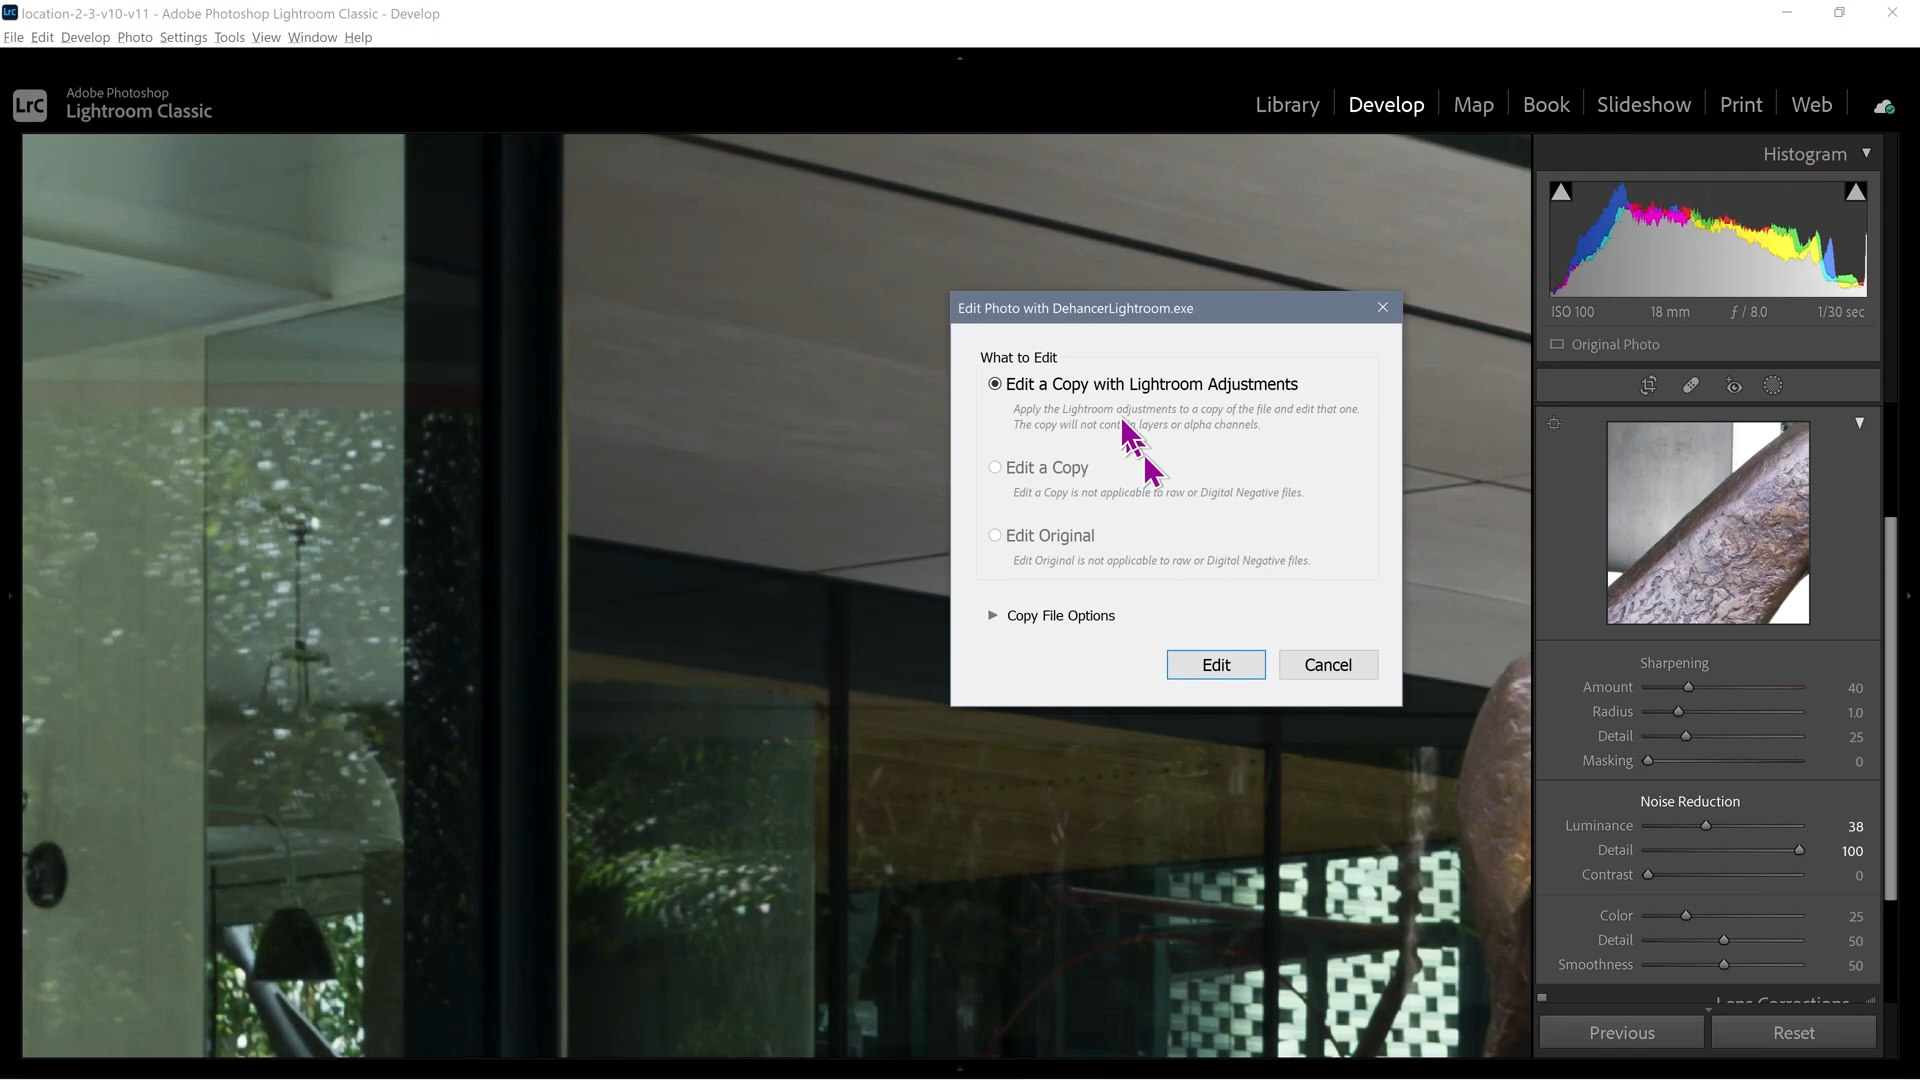 Lrc location-2-3-v10-v11 - Adobe Photoshop Lightroom Classic - Develop
File Edit Develop Photo Settings Tools View Window Help
LrC
Adobe Photoshop
Lightroom Classic
Library Develop Map Book Slideshow Print Web
Histogram
ISO 100 18 mm f / 8.0 1/30 sec
Original Photo
Edit Photo with DehancerLightroom.exe
What to Edit
Edit a Copy with Lightroom Adjustments
Apply the Lightroom adjustments to a copy of the file and edit that one.
The copy will not layers or alpha channels.
Edit a Copy
Edit a Copy is not applicable to raw or Digital Negative files.
Edit Original
Edit Original is not applicable to raw or Digital Negative files.
Copy File Options
Edit Cancel
Sharpening
Amount 40
Radius 1.0
Detail 25
Masking 0
Noise Reduction
Luminance 38
Detail 100
Contrast 0
Color 25
Detail 50
Smoothness 50
Lens Corrections
Previous Reset